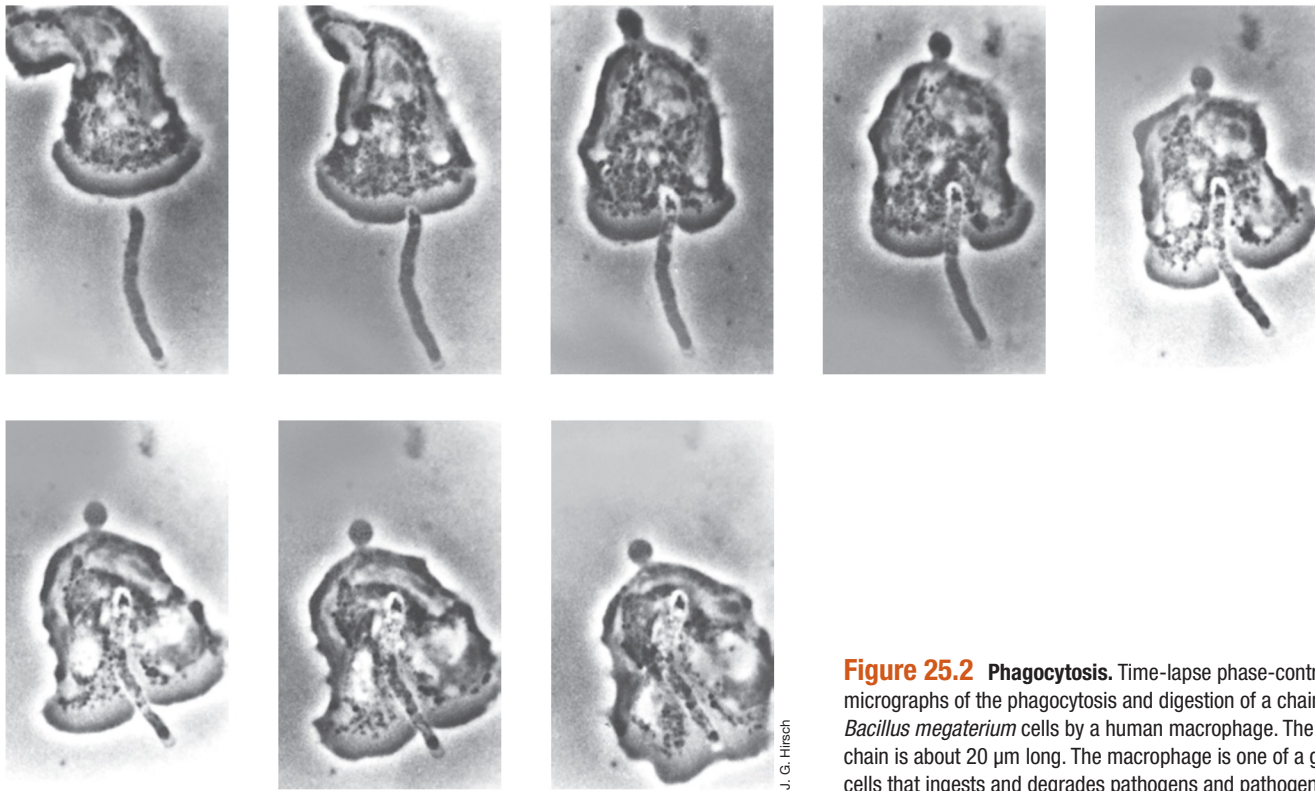 J. G. Hirsch
Figure 25.2 Phagocytosis. Time-lapse phase-contr
micrographs of the phagocytosis and digestion of a chain
Bacillus megaterium cells by a human macrophage. The
chain is about 20 µm long. The macrophage is one of a g
cells that ingests and degrades pathogens and pathogen